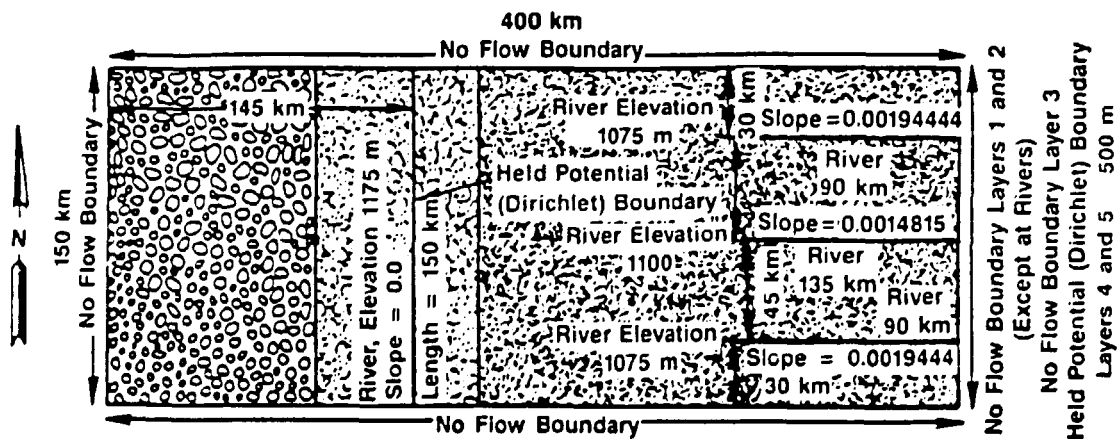 400 km
No Flow Boundary
150 km
No Flow Boundary
N
145 km
River, Elevation 1175 m
Slope = 0.0
Length = 150 km
River Elevation
1075 m
Held Potential
(Dirichlet) Boundary
River Elevation
1100
River Elevation
1075 m
30 km
Slope = 0.00194444
River
90 km
Slope = 0.0014815
45 km
River
135 km
River
90 km
Slope = 0.0019444
30 km
No Flow Boundary
No Flow Boundary Layers 1 and 2
(Except at Rivers)
No Flow Boundary Layer 3
Held Potential (Dirichlet) Boundary
Layers 4 and 5 500 m